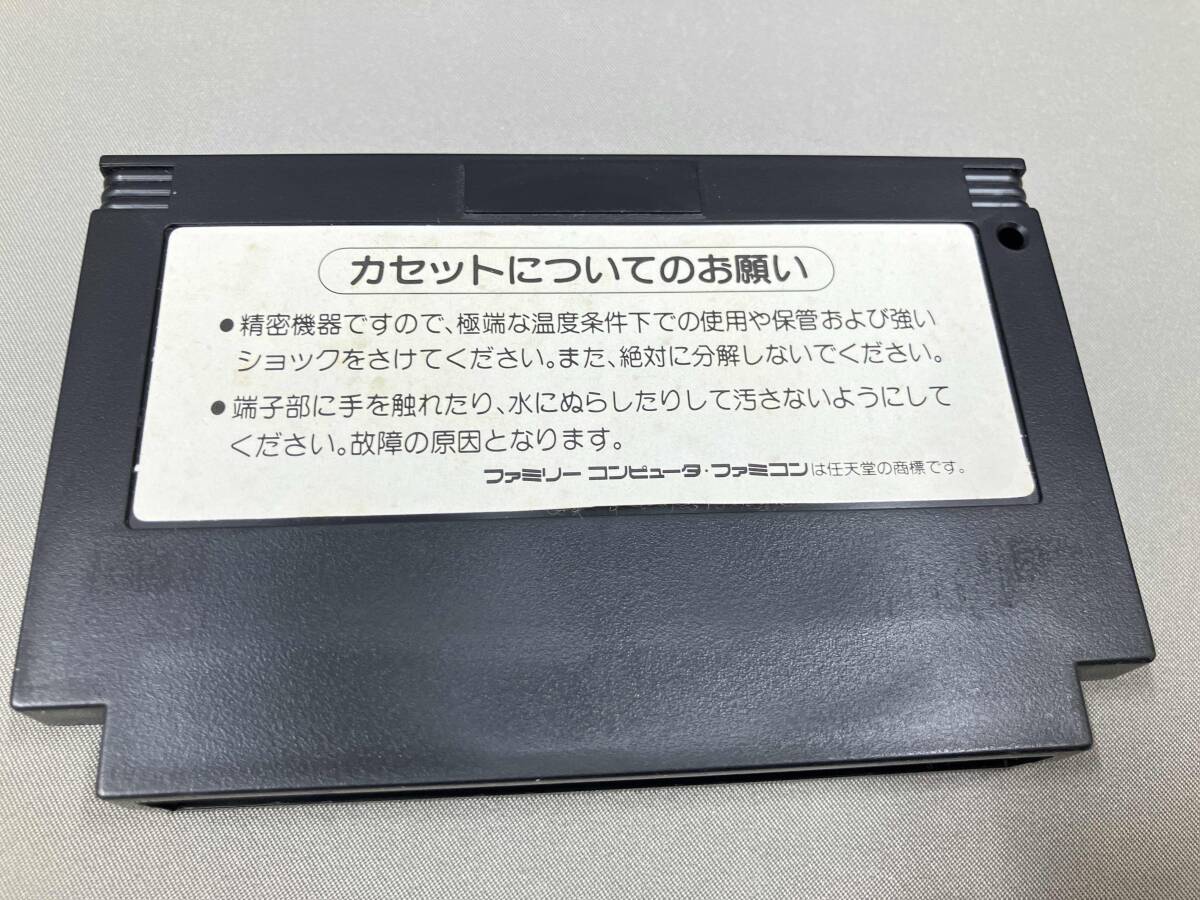 カセットについてのお願い
●精密機器ですので、極端な温度条件下での使用や保管および強い
ショックをさけてください。また、絶対に分解しないでください。
●端子部に手を触れたり、水にぬらしたりして汚さないようにして
ください。故障の原因となります。
ファミリー コンピュータ・ファミコンは任天堂の商標です。